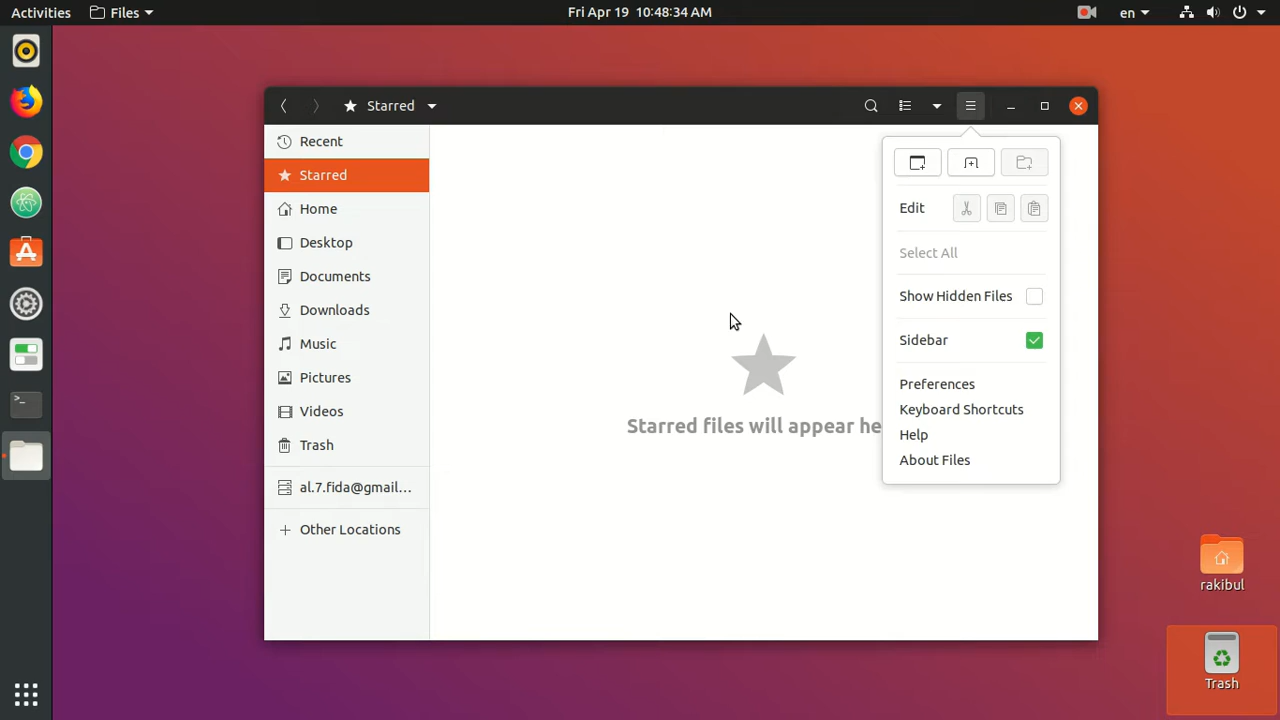 Activities
Files
Fri Apr 19 10:48:34 AM
en
Starred
Recent
Starred
Home
Desktop
Documents
Downloads
Music
Pictures
Videos
Trash
al.7.fida@gmail...
Other Locations
Starred files will appear he
Edit
Select All
Show Hidden Files
Sidebar
Preferences
Keyboard Shortcuts
Help
About Files
rakibul
Trash